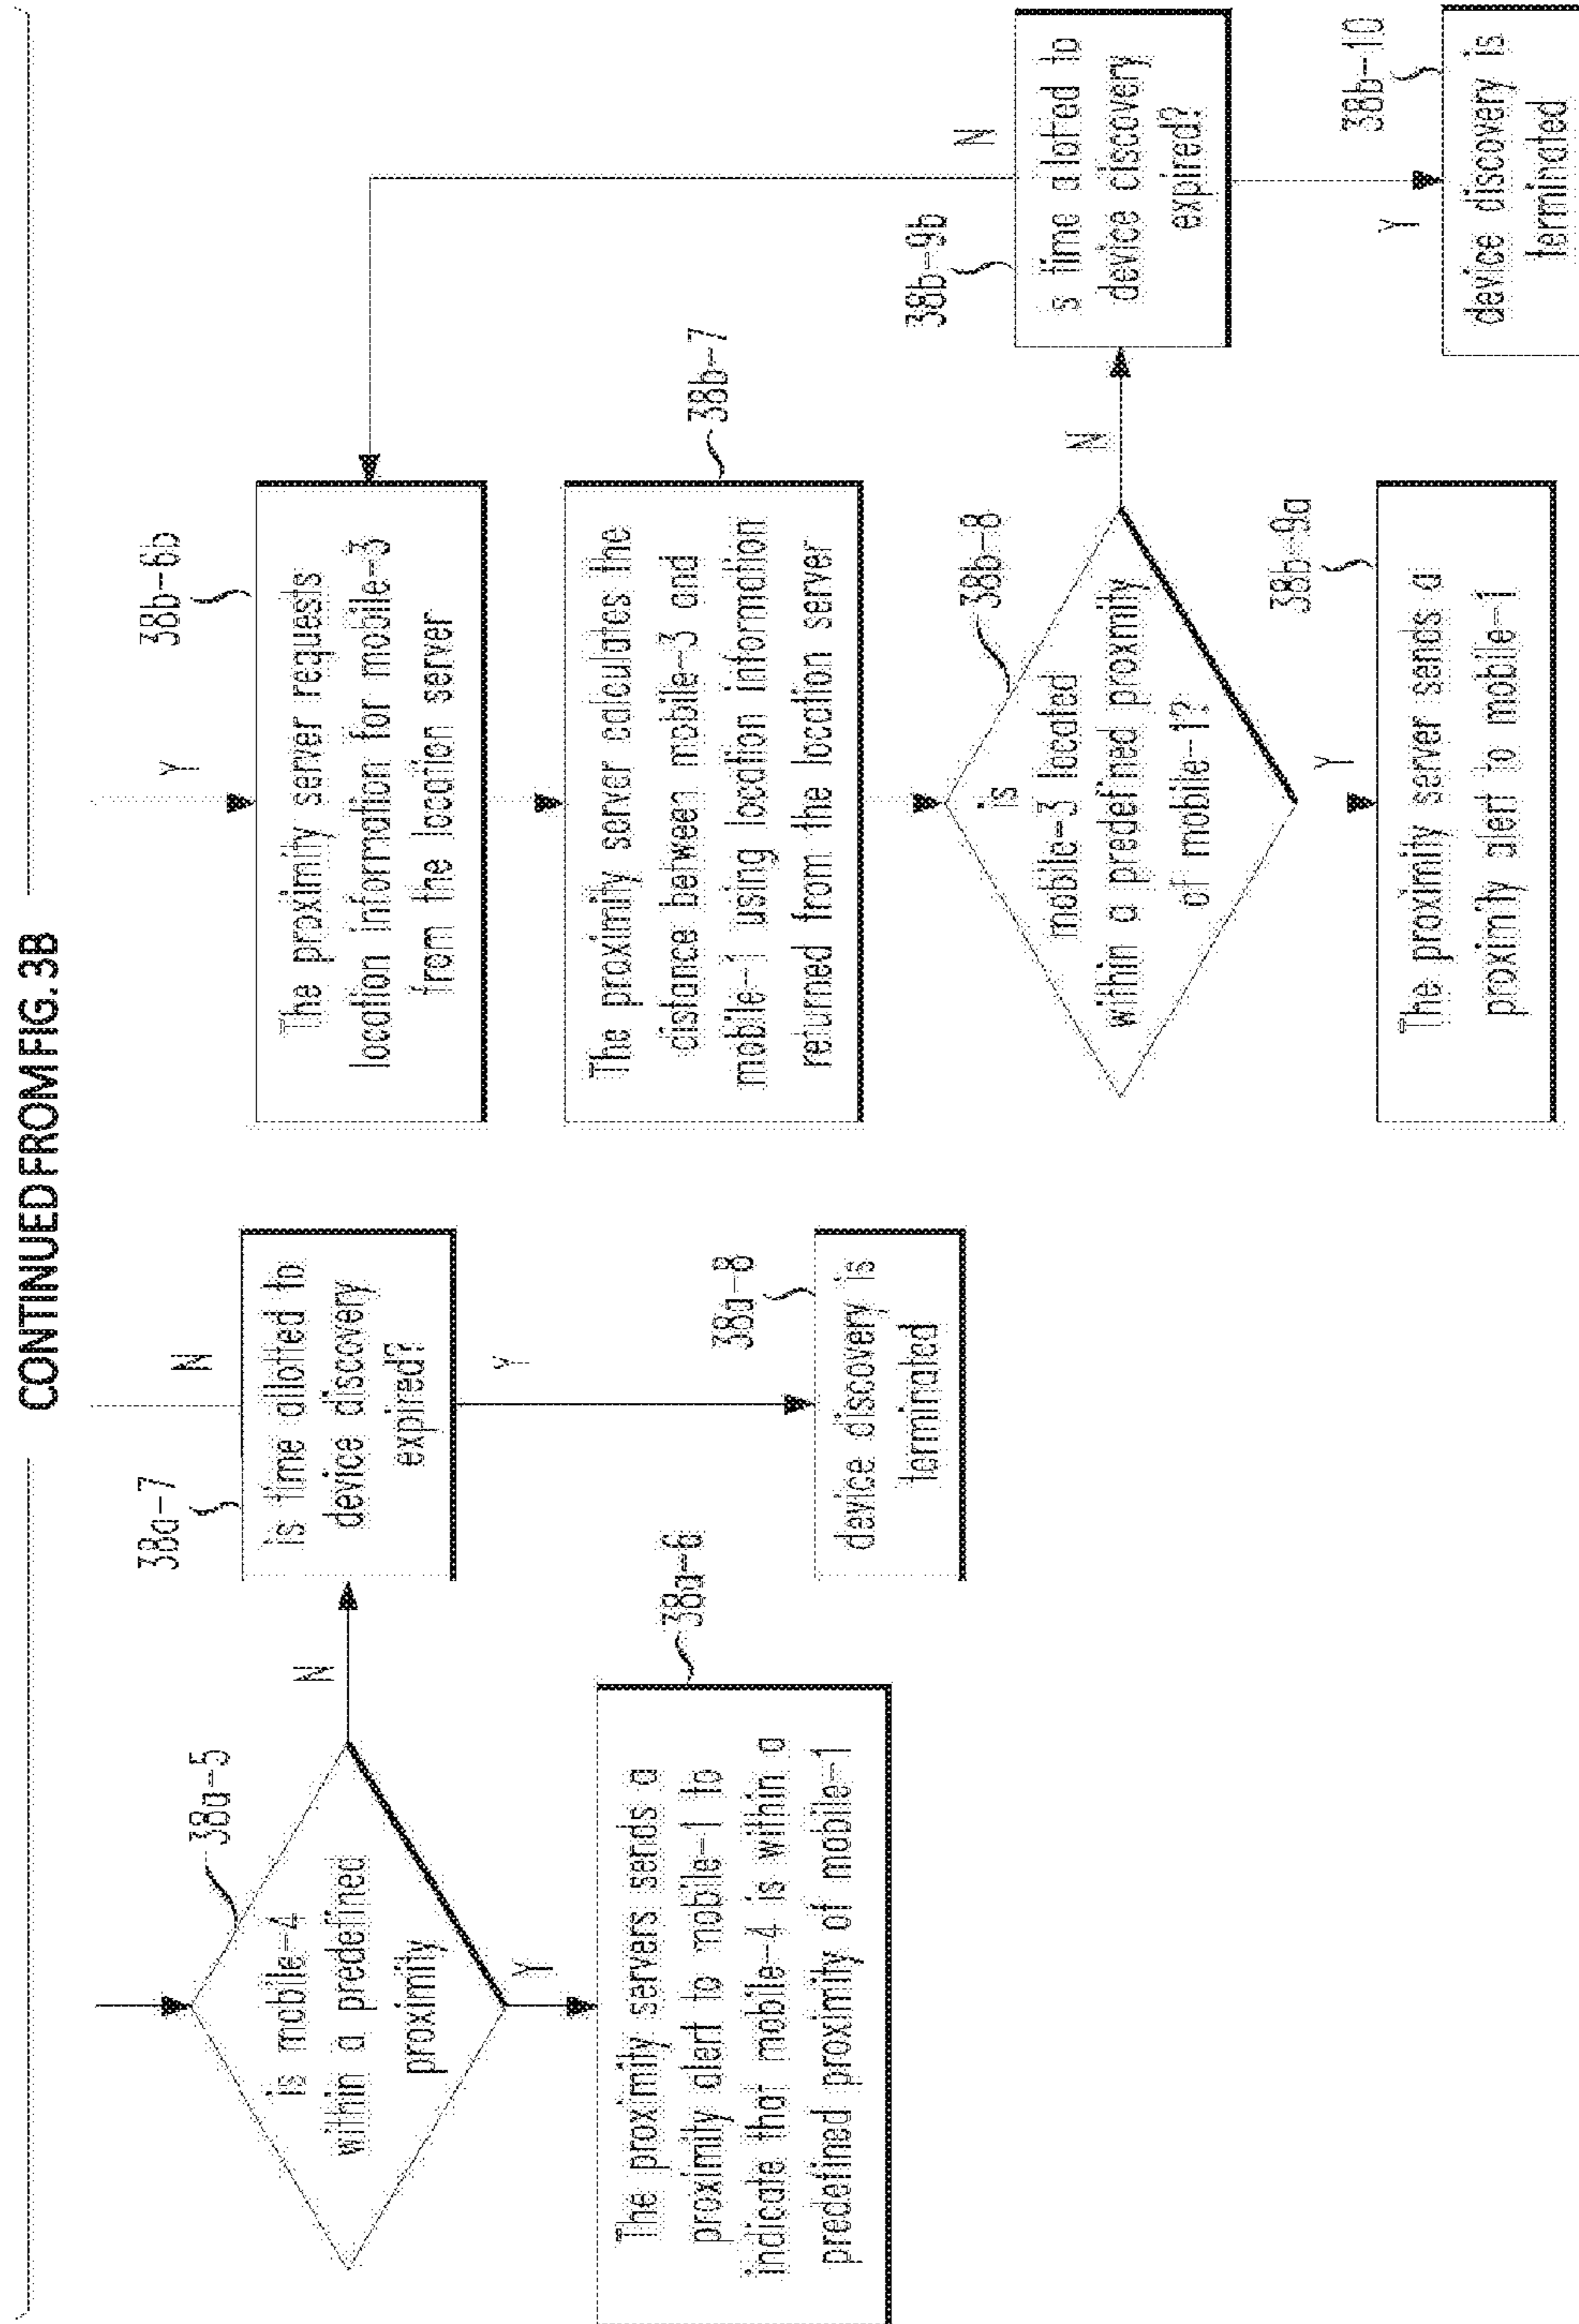 CONTINUED FROM FIG. 3B
38a-5
is mobile-4
within a predefined
proximity
N
Y
38a-6
The proximity servers sends a
proximity alert to mobile-1 to
indicate that mobile-4 is within a
predefined proximity of mobile-1
38a-7
N
is time allotted to
device discovery
expired?
Y
38a-8
device discovery is
terminated
Y
38b-6b
The proximity server requests
location information for mobile-3
from the location server
38b-7
The proximity server calculates the
distance between mobile-3 and
mobile-1 using location information
returned from the location server
38b-8
is
mobile-3 located
within a predefined proximity
of mobile-1?
N
Y
38b-9a
The proximity server sends a
proximity alert to mobile-1
38b-9b
N
is time alloted to
device discovery
expired?
Y
38b-10
device discovery is
terminated